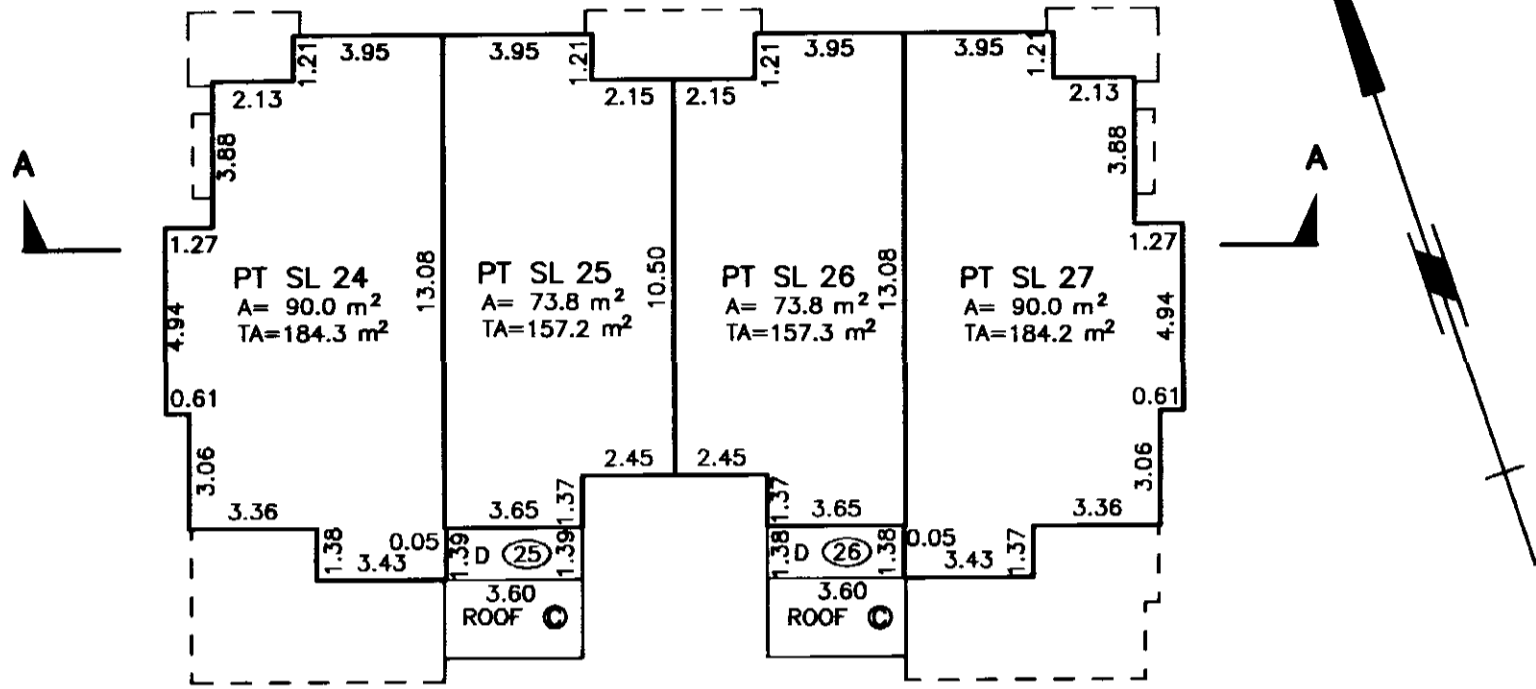 3.95 3.95 3.95 3.95
1.21 1.21 1.21 1.21
2.13 2.15 2.15 2.13
3.88 3.88
A A
1.27 1.27
PT SL 24
A= 90.0 m²
TA=184.3 m²
13.08
PT SL 25
A= 73.8 m²
TA=157.2 m²
10.50
PT SL 26
A= 73.8 m²
TA=157.3 m²
13.08
PT SL 27
A= 90.0 m²
TA=184.2 m²
4.94 4.94
0.61 0.61
3.06 3.06
2.45 2.45
3.36 3.65 1.37 1.37 3.65 3.36
1.38 3.43 0.05 1.39 D 25 1.39 1.38 D 26 1.38 0.05 3.43 1.37
3.60 3.60
ROOF C ROOF C